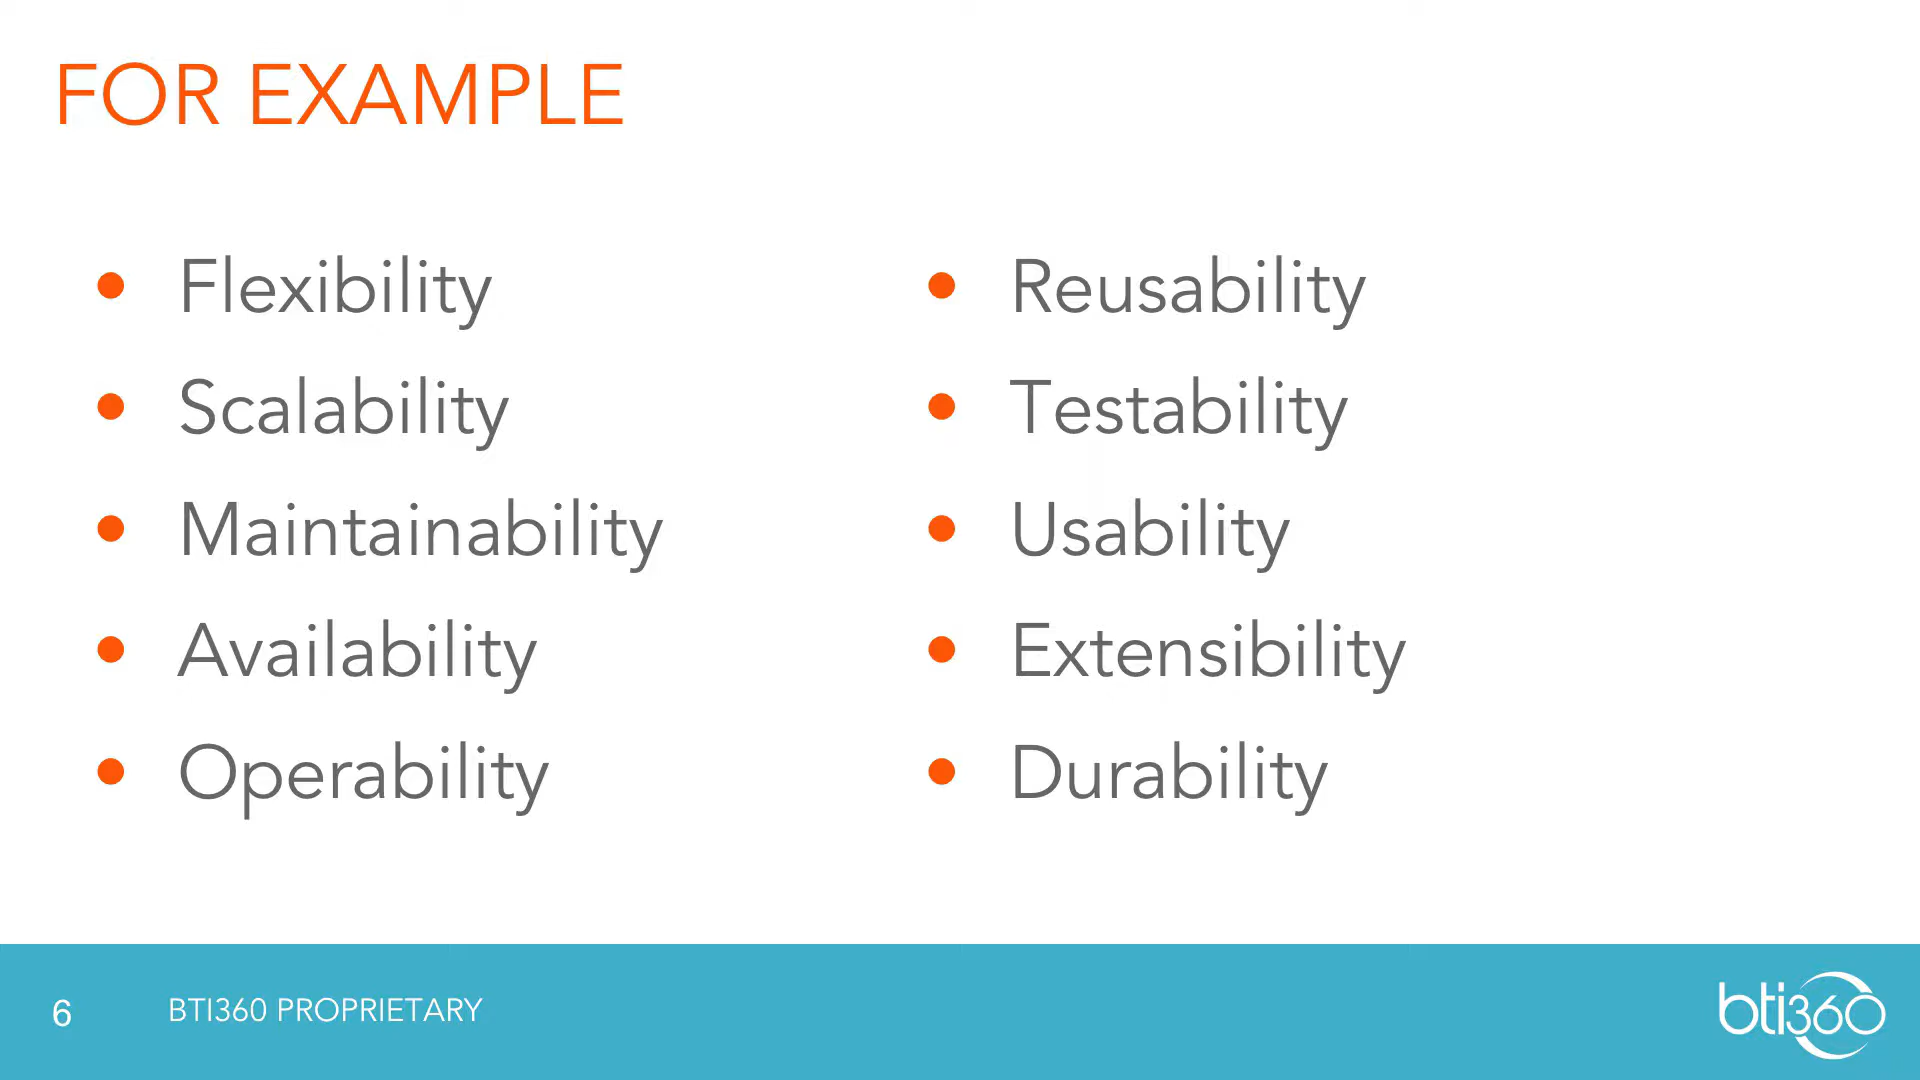 FOR EXAMPLE
• Flexibility
• Scalability
• Maintainability
• Availability
• Operability
• Reusability
• Testability
• Usability
• Extensibility
• Durability
6
BTI360 PROPRIETARY
bti360